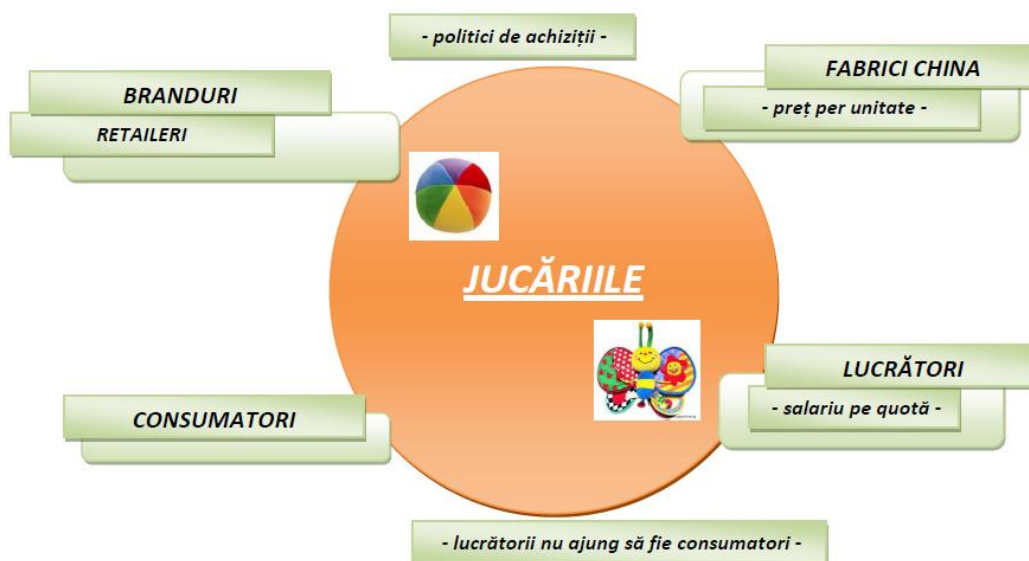 - politici de achiziții -
BRANDURI
RETAILERI
FABRICI CHINA
- preț per unitate -
JUCĂRIILE
LUCRĂTORI
- salariu pe quotă -
CONSUMATORI
- lucrătorii nu ajung să fie consumatori -